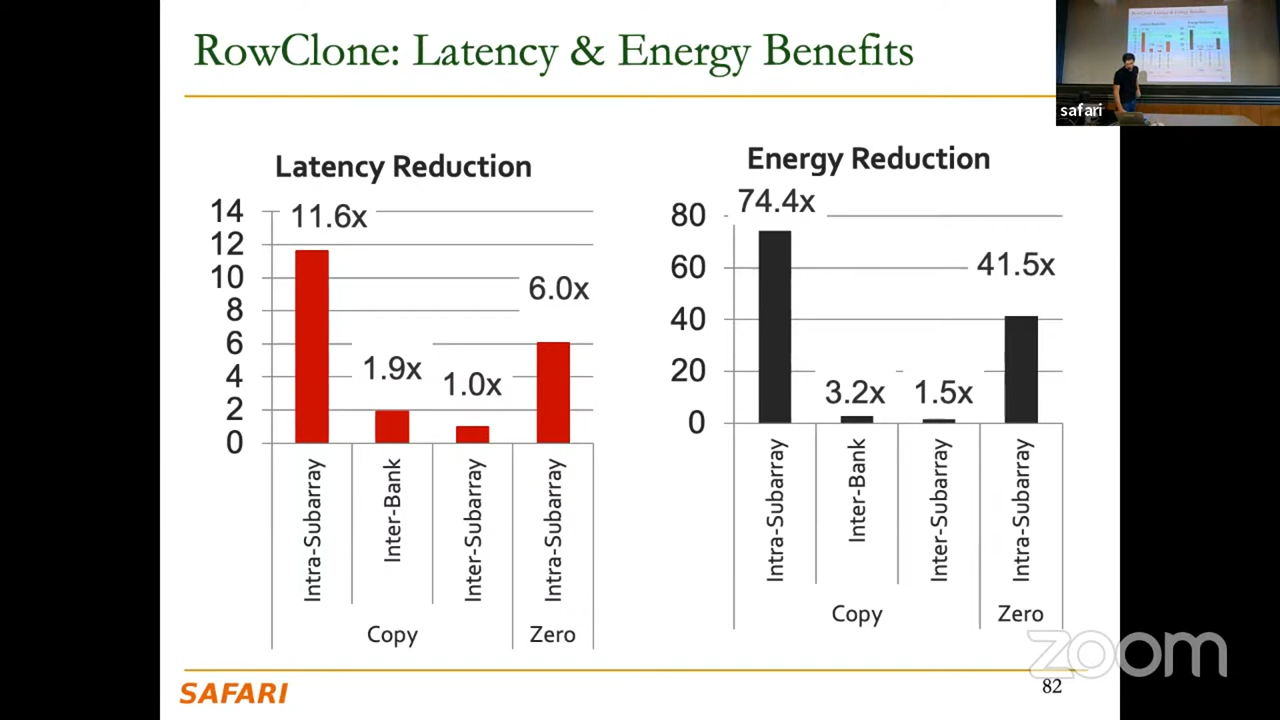 RowClone: Latency & Energy Benefits
safari
Latency Reduction
14
12
10
8
6
4
2
0
11.6x
1.9x
1.0x
6.0x
Intra-Subarray
Inter-Bank
Inter-Subarray
Intra-Subarray
Copy
Zero
Energy Reduction
80
60
40
20
0
74.4x
3.2x
1.5x
41.5x
Intra-Subarray
Inter-Bank
Inter-Subarray
Intra-Subarray
Copy
Zero
zoom
SAFARI
82